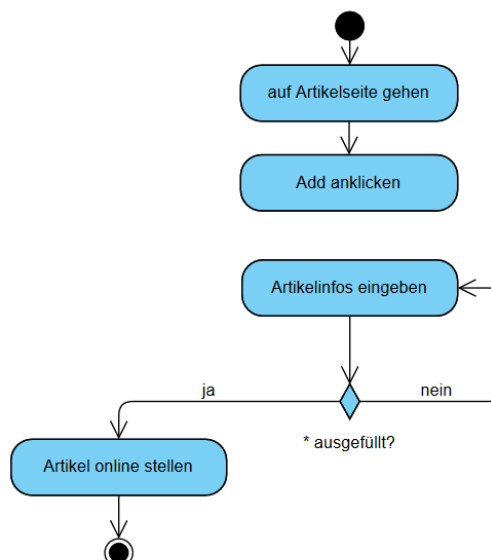 auf Artikelseite gehen
Add anklicken
Artikelinfos eingeben
ja
nein
* ausgefüllt?
Artikel online stellen